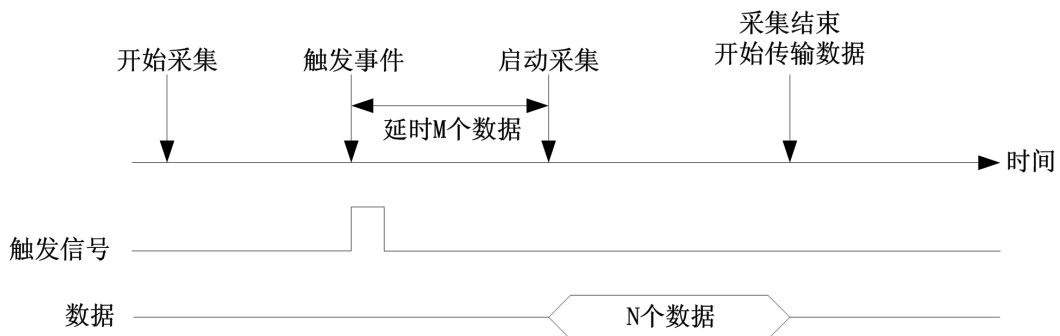 采集结束
开始传输数据
开始采集
触发事件
启动采集
延时M个数据
时间
触发信号
数据
N个数据